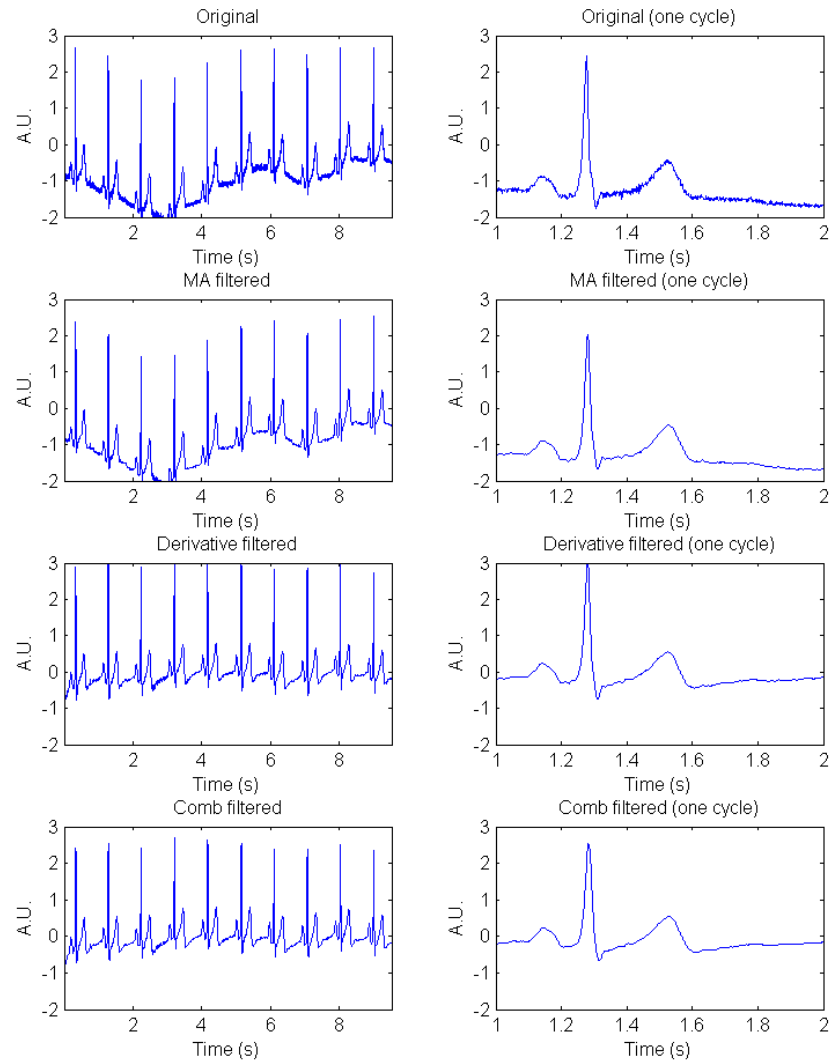 Original
3
2
1
0
-1
-2
A.U.
2 4 6 8
Time (s)
Original (one cycle)
3
2
1
0
-1
-2
A.U.
1 1.2 1.4 1.6 1.8 2
Time (s)
MA filtered
3
2
1
0
-1
-2
A.U.
2 4 6 8
Time (s)
MA filtered (one cycle)
3
2
1
0
-1
-2
A.U.
1 1.2 1.4 1.6 1.8 2
Time (s)
Derivative filtered
3
2
1
0
-1
-2
A.U.
2 4 6 8
Time (s)
Derivative filtered (one cycle)
3
2
1
0
-1
-2
A.U.
1 1.2 1.4 1.6 1.8 2
Time (s)
Comb filtered
3
2
1
0
-1
-2
A.U.
2 4 6 8
Time (s)
Comb filtered (one cycle)
3
2
1
0
-1
-2
A.U.
1 1.2 1.4 1.6 1.8 2
Time (s)